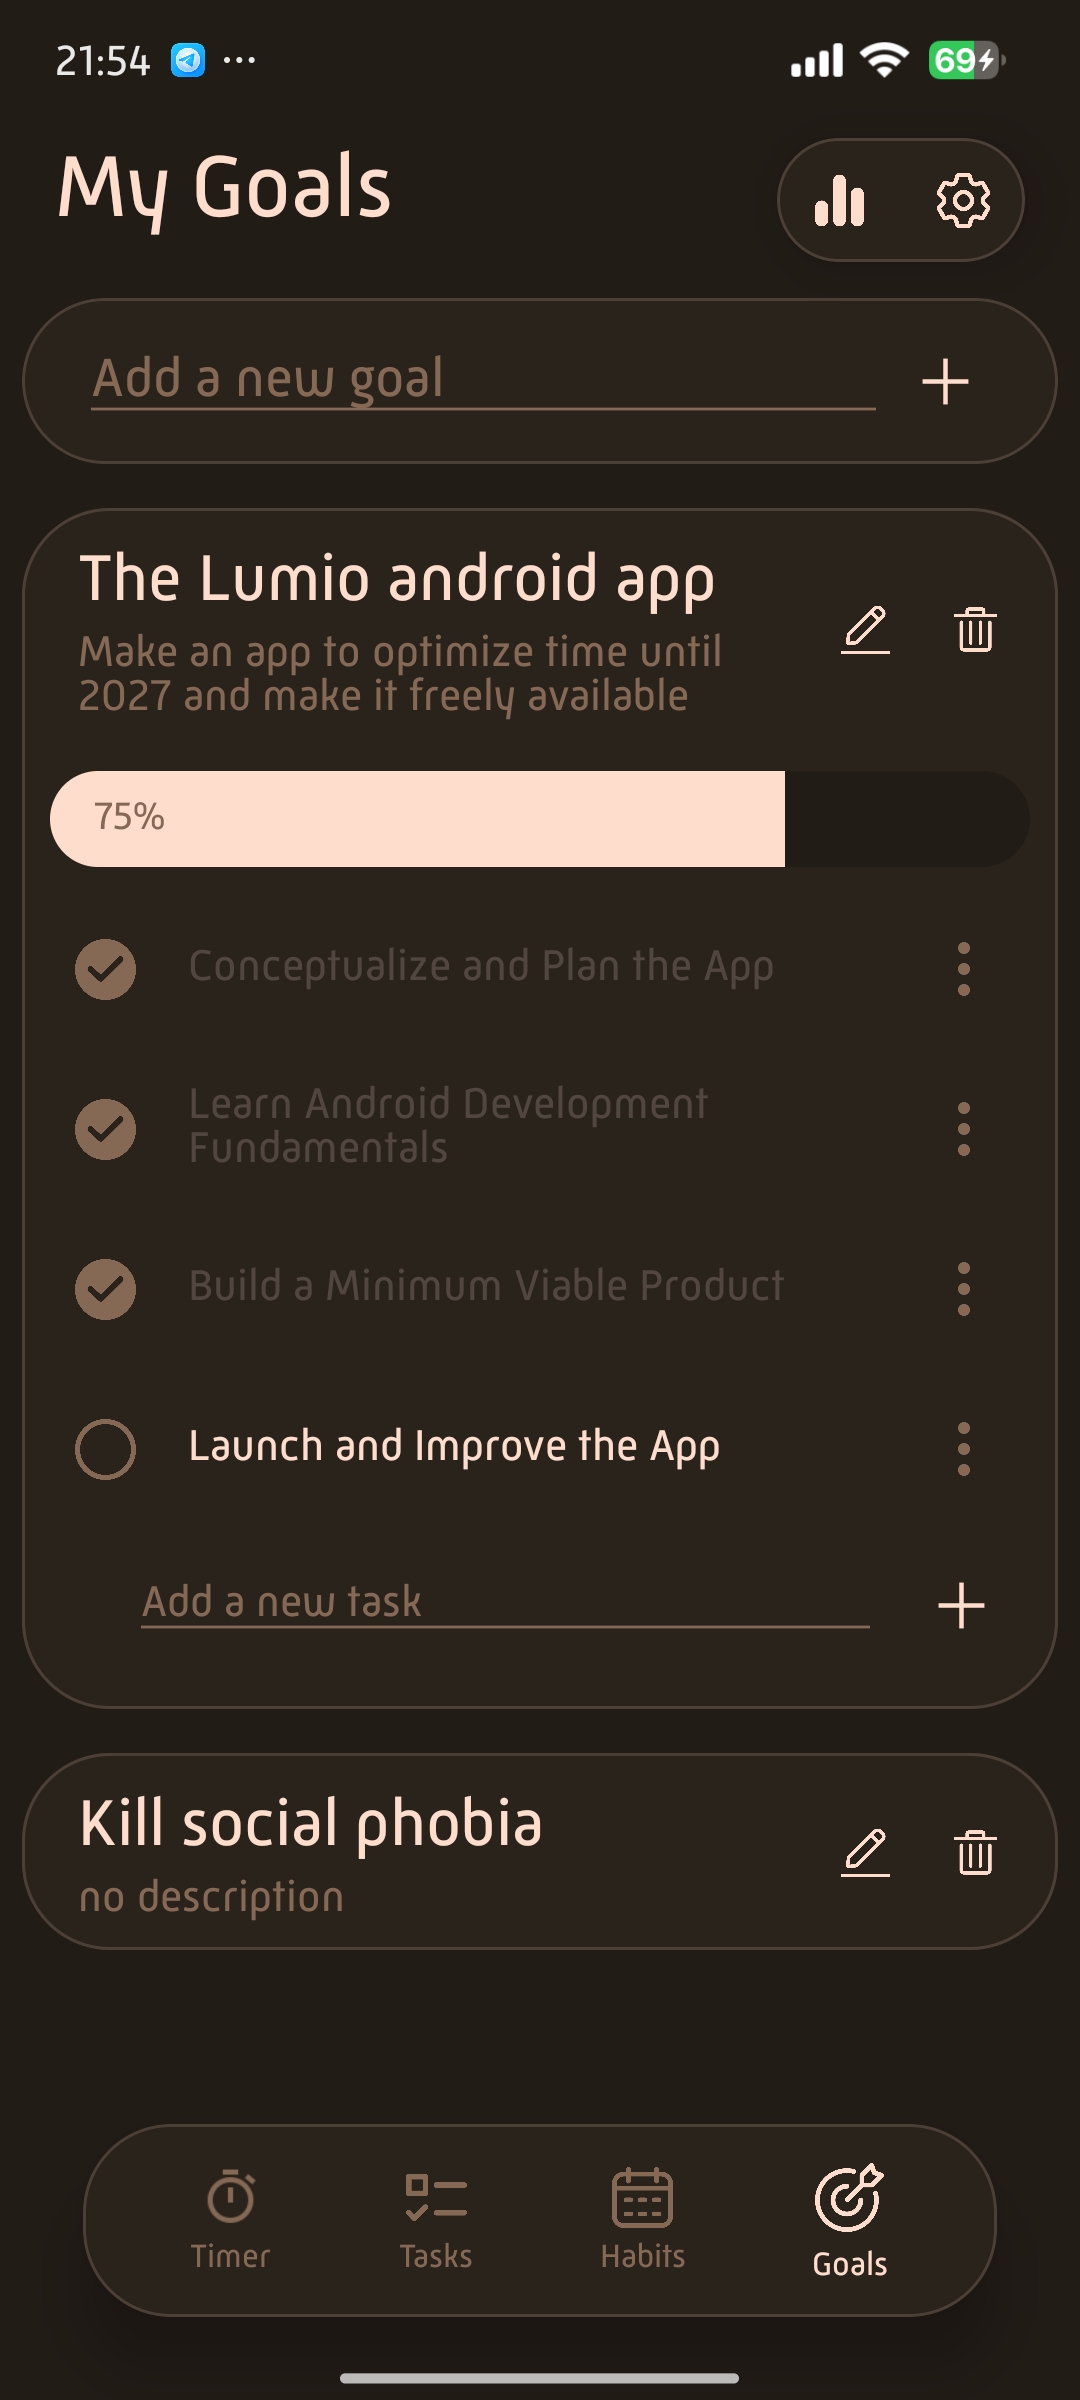 21:54
69
My Goals
Add a new goal
The Lumio android app
Make an app to optimize time until
2027 and make it freely available
75%
Conceptualize and Plan the App
Learn Android Development
Fundamentals
Build a Minimum Viable Product
Launch and Improve the App
Add a new task
Kill social phobia
no description
Timer
Tasks
Habits
Goals